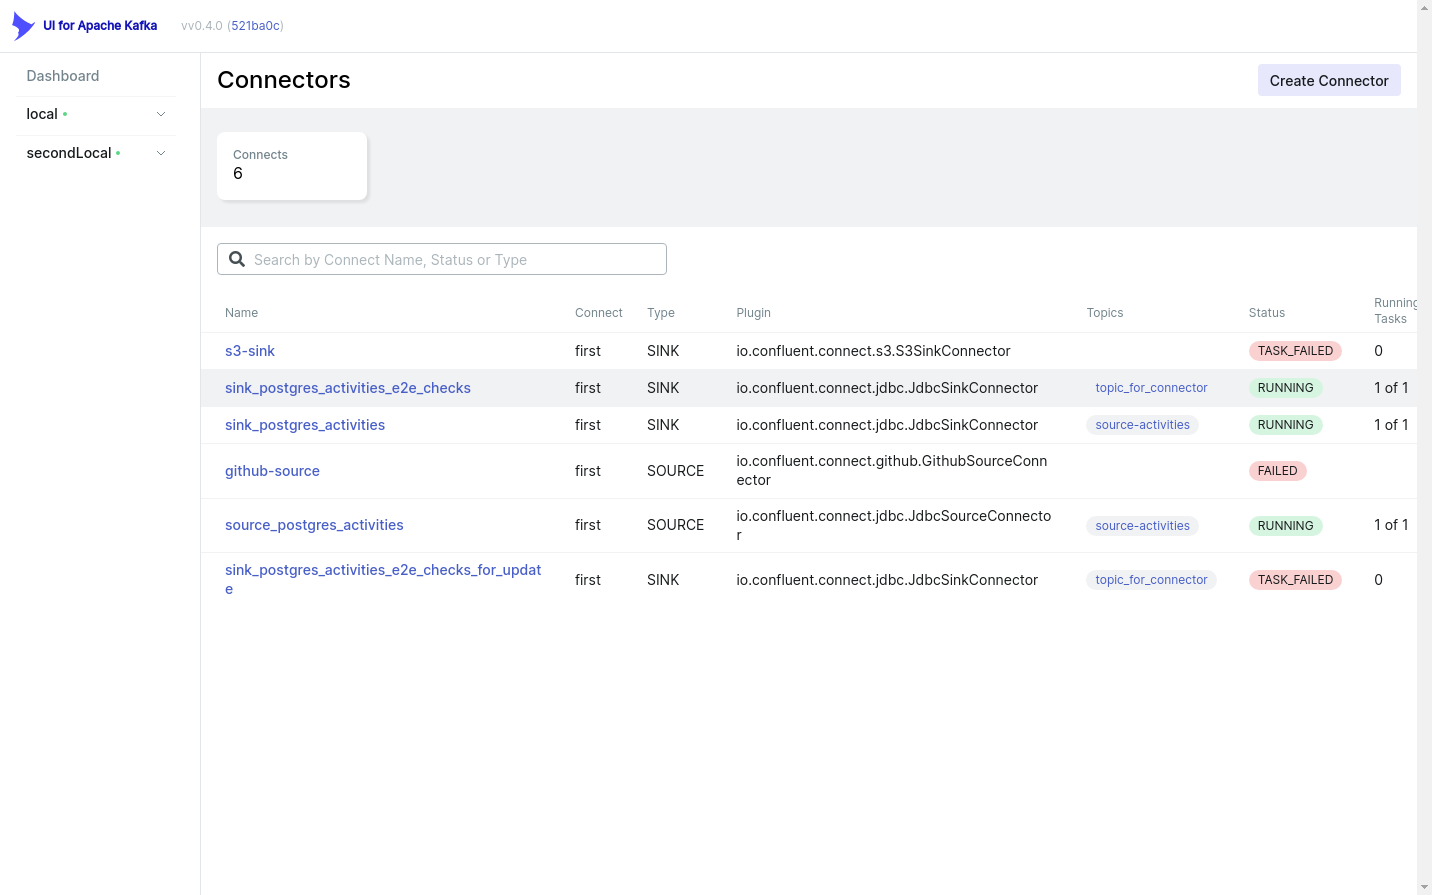 UI for Apache Kafka vv0.4.0 (521ba0c)
Dashboard
local
secondLocal
Connectors
Create Connector
Connects
6
Search by Connect Name, Status or Type
Name Connect Type Plugin Topics Status Running
Tasks
s3-sink first SINK io.confluent.connect.s3.S3SinkConnector TASK_FAILED 0
sink_postgres_activities_e2e_checks first SINK io.confluent.connect.jdbc.JdbcSinkConnector topic_for_connector RUNNING 1 of 1
sink_postgres_activities first SINK io.confluent.connect.jdbc.JdbcSinkConnector source-activities RUNNING 1 of 1
github-source first SOURCE io.confluent.connect.github.GithubSourceConn
ector FAILED
source_postgres_activities first SOURCE io.confluent.connect.jdbc.JdbcSourceConnecto
r source-activities RUNNING 1 of 1
sink_postgres_activities_e2e_checks_for_updat
e first SINK io.confluent.connect.jdbc.JdbcSinkConnector topic_for_connector TASK_FAILED 0